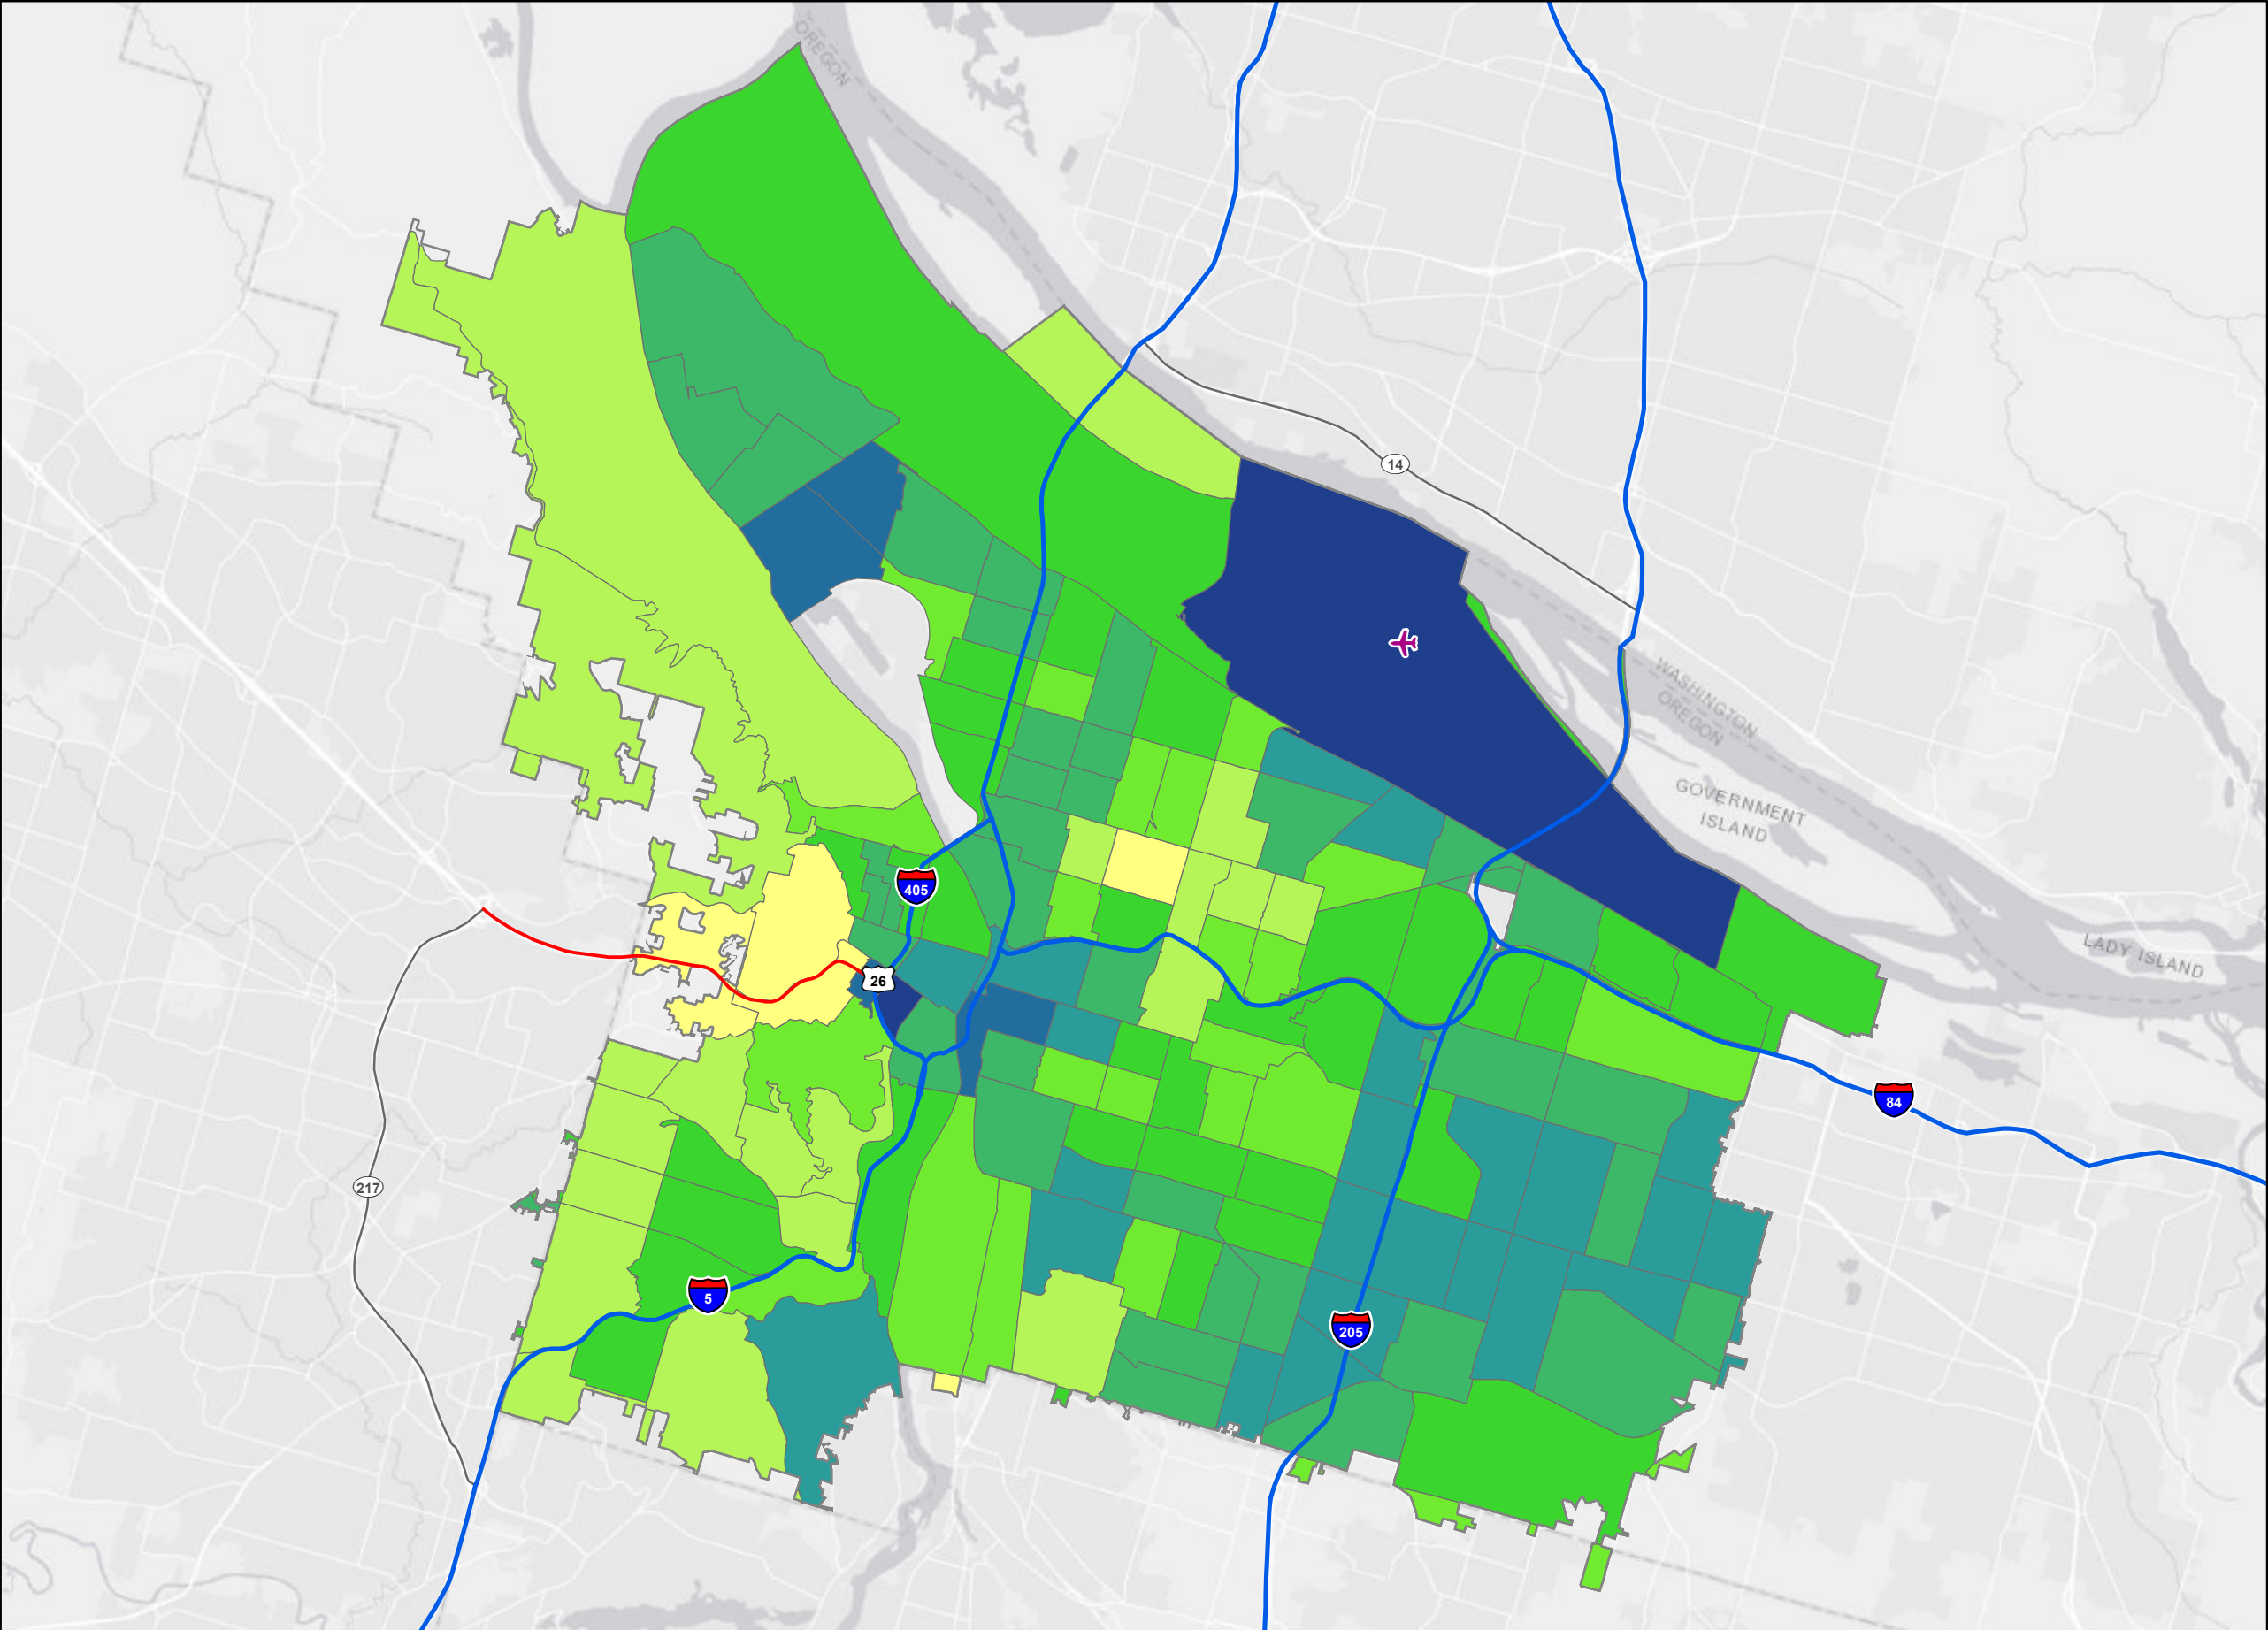 OREGON
14
WASHINGTON
OREGON
GOVERNMENT
ISLAND
405
LADY ISLAND
26
84
217
5
205